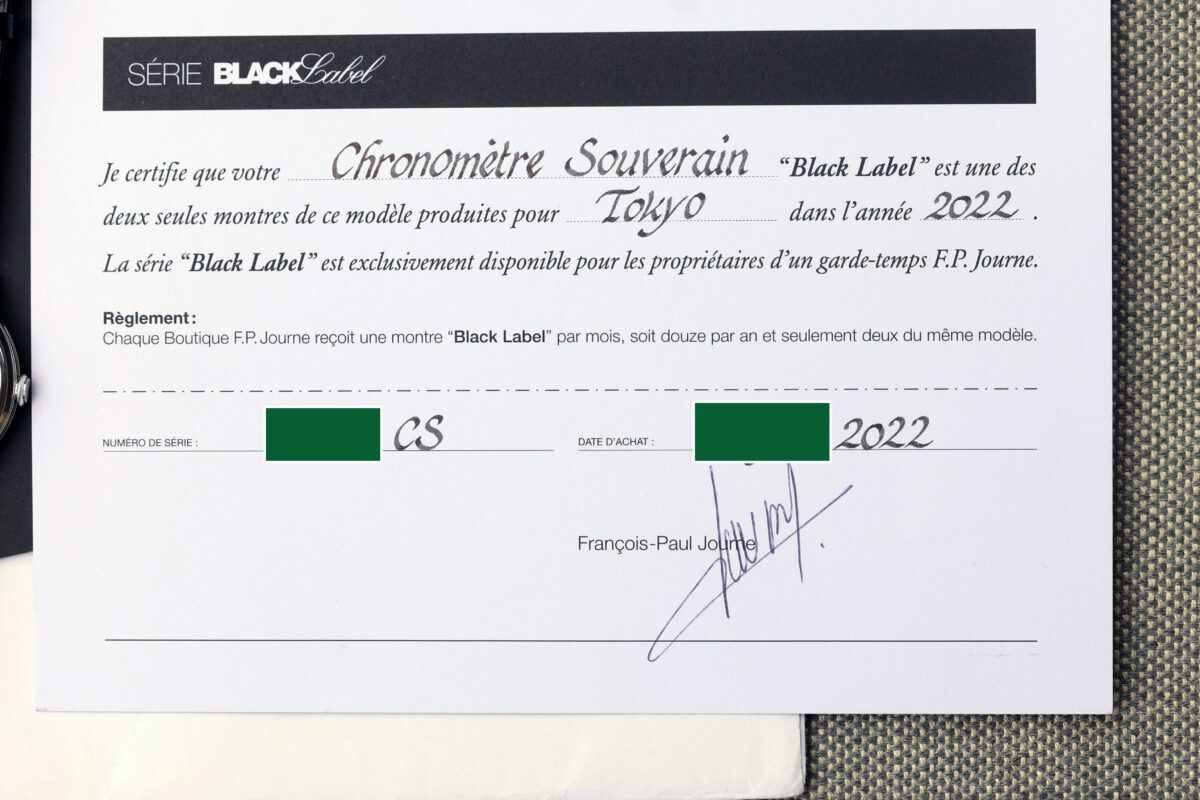 SÉRIE BLACK Label
Je certifie que votre Chronomètre Souverain “Black Label” est une des
deux seules montres de ce modèle produites pour Tokyo dans l’année 2022 .
La série “Black Label” est exclusivement disponible pour les propriétaires d’un garde-temps F.P. Journe.
Règlement :
Chaque Boutique F.P. Journe reçoit une montre “Black Label” par mois, soit douze par an et seulement deux du même modèle.
NUMÉRO DE SÉRIE : CS DATE D’ACHAT : 2022
François-Paul Journe